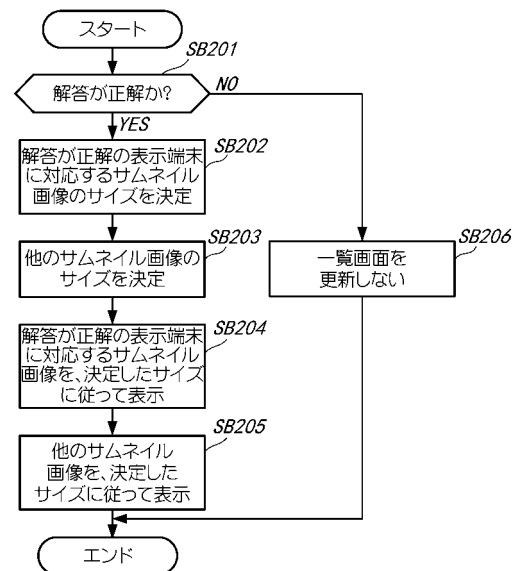 スタート
SB201
解答が正解か?
NO
YES
SB202
解答が正解の表示端末
に対応するサムネイル
画像のサイズを決定
SB203
他のサムネイル画像の
サイズを決定
SB206
一覧画面を
更新しない
SB204
解答が正解の表示端末
に対応するサムネイル
画像を、決定したサイズ
に従って表示
SB205
他のサムネイル
画像を、決定した
サイズに従って表示
エンド